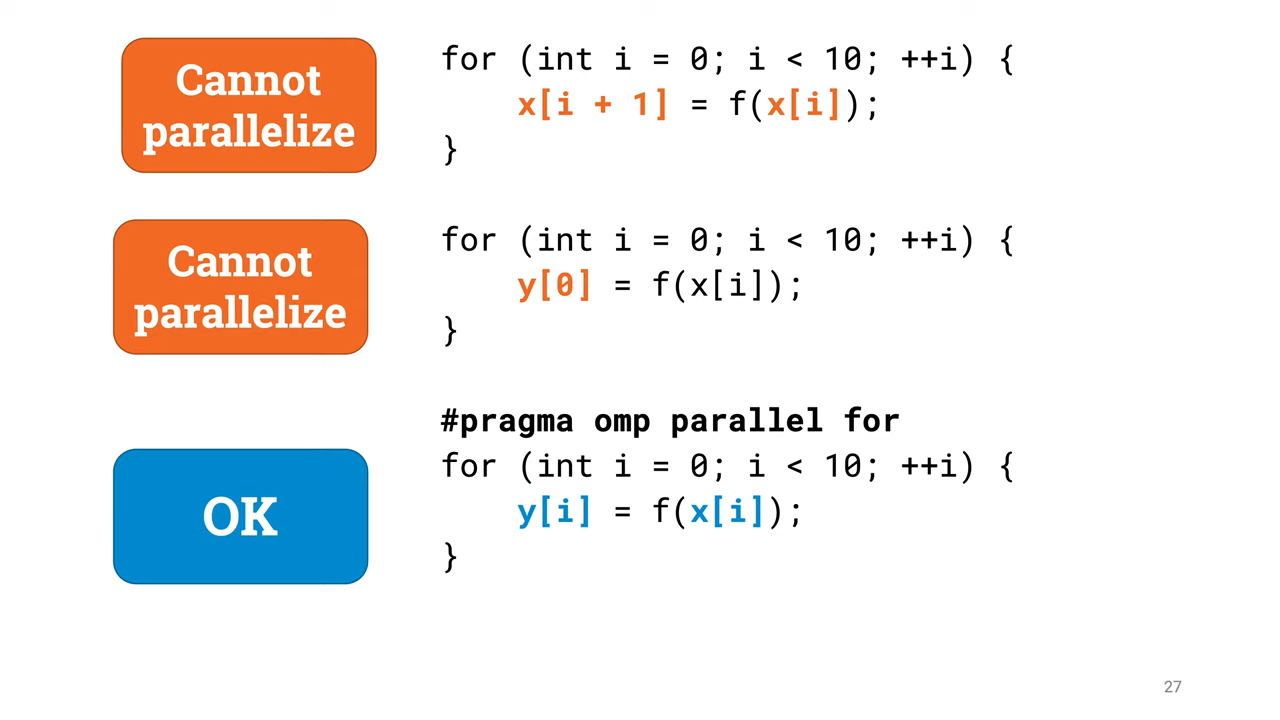 Cannot
parallelize
for (int i = 0; i < 10; ++i) {
    x[i + 1] = f(x[i]);
}
Cannot
parallelize
for (int i = 0; i < 10; ++i) {
    y[0] = f(x[i]);
}
OK
#pragma omp parallel for
for (int i = 0; i < 10; ++i) {
    y[i] = f(x[i]);
}
27